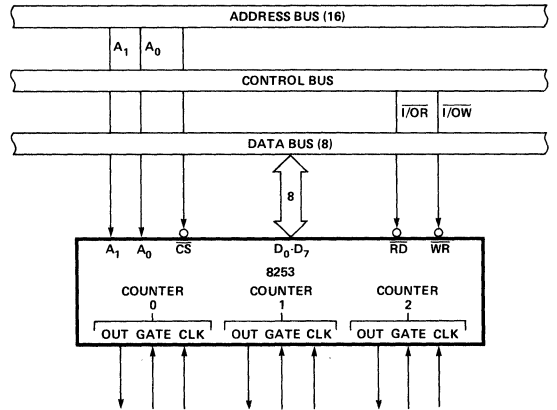 ADDRESS BUS (16)
A1 A0
CONTROL BUS
I/OR I/OW
DATA BUS (8)
8
A1 A0 CS D0-D7 RD WR
8253
COUNTER COUNTER COUNTER
0 1 2
OUT GATE CLK OUT GATE CLK OUT GATE CLK